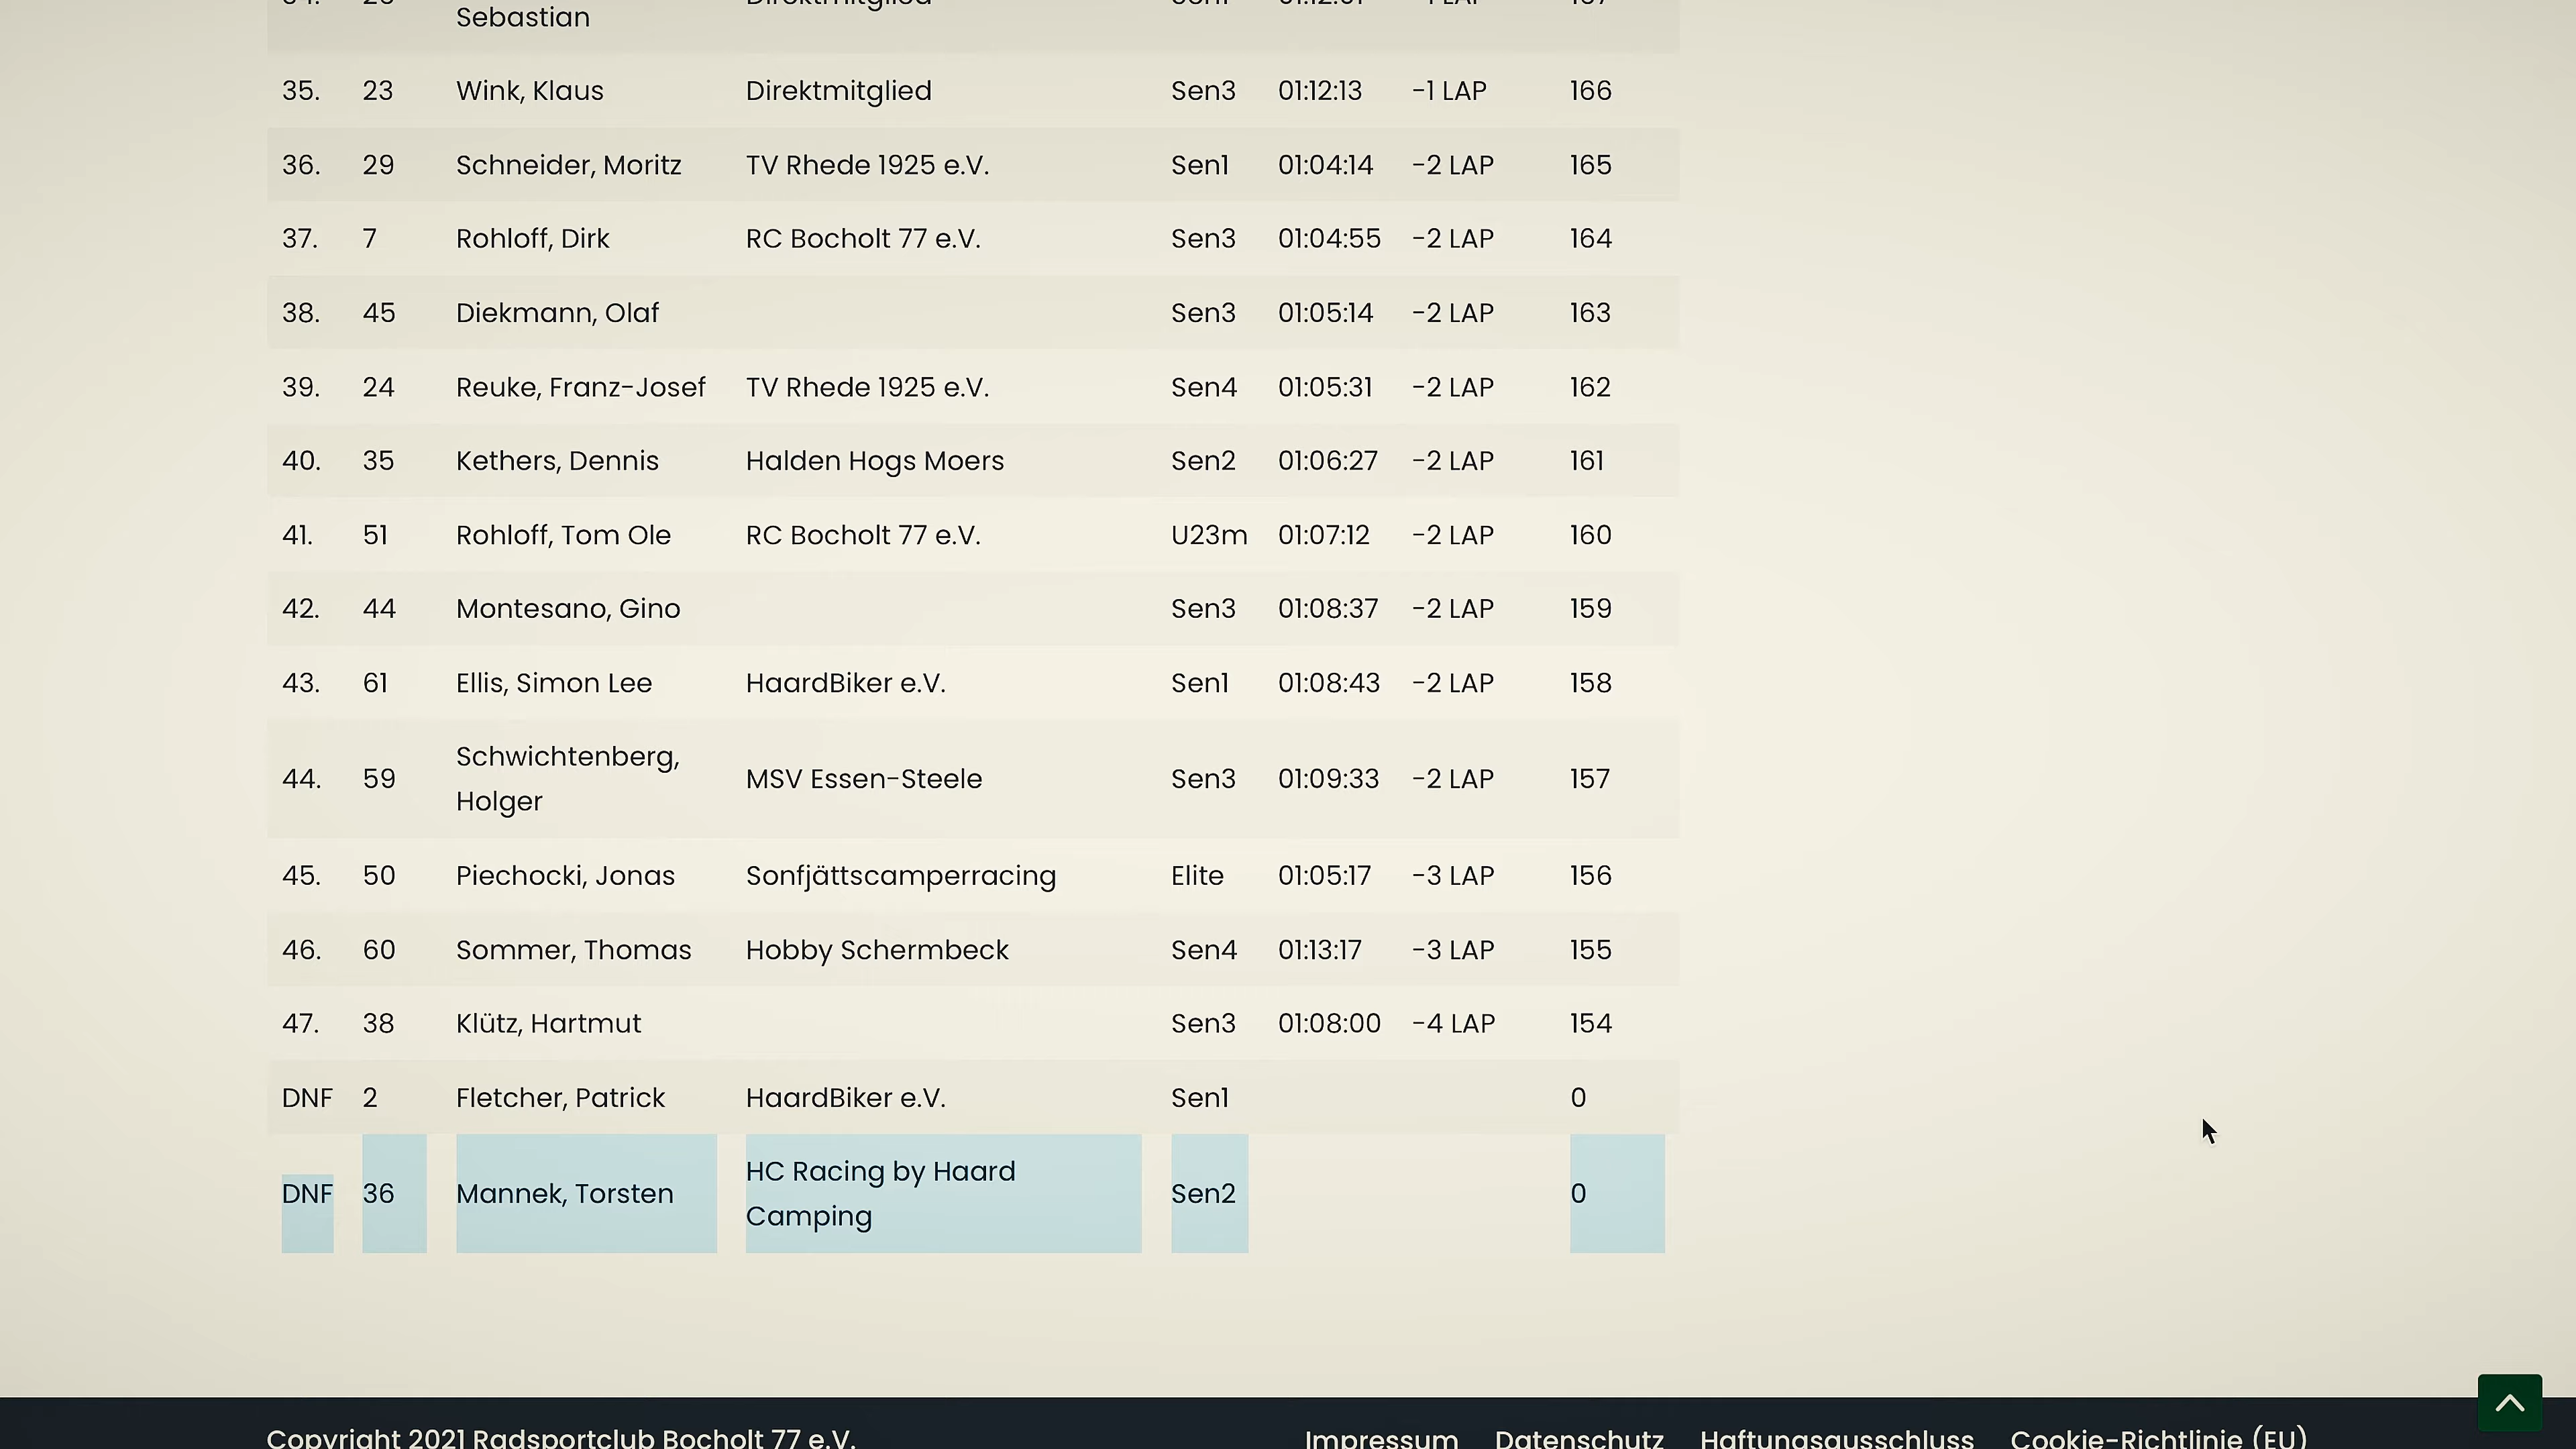 Sebastian
35. 23 Wink, Klaus Direktmitglied Sen3 01:12:13 -1 LAP 166
36. 29 Schneider, Moritz TV Rhede 1925 e.V. Sen1 01:04:14 -2 LAP 165
37. 7 Rohloff, Dirk RC Bocholt 77 e.V. Sen3 01:04:55 -2 LAP 164
38. 45 Diekmann, Olaf Sen3 01:05:14 -2 LAP 163
39. 24 Reuke, Franz-Josef TV Rhede 1925 e.V. Sen4 01:05:31 -2 LAP 162
40. 35 Kethers, Dennis Halden Hogs Moers Sen2 01:06:27 -2 LAP 161
41. 51 Rohloff, Tom Ole RC Bocholt 77 e.V. U23m 01:07:12 -2 LAP 160
42. 44 Montesano, Gino Sen3 01:08:37 -2 LAP 159
43. 61 Ellis, Simon Lee HaardBiker e.V. Sen1 01:08:43 -2 LAP 158
44. 59 Schwichtenberg, Holger MSV Essen-Steele Sen3 01:09:33 -2 LAP 157
45. 50 Piechocki, Jonas Sonfjättscamperracing Elite 01:05:17 -3 LAP 156
46. 60 Sommer, Thomas Hobby Schermbeck Sen4 01:13:17 -3 LAP 155
47. 38 Klütz, Hartmut Sen3 01:08:00 -4 LAP 154
DNF 2 Fletcher, Patrick HaardBiker e.V. Sen1 0
DNF 36 Mannek, Torsten HC Racing by Haard Camping Sen2 0
Copyright 2021 Radsportclub Bocholt 77 e.V. Impressum Datenschutz Haftungsausschluss Cookie-Richtlinie (EU)